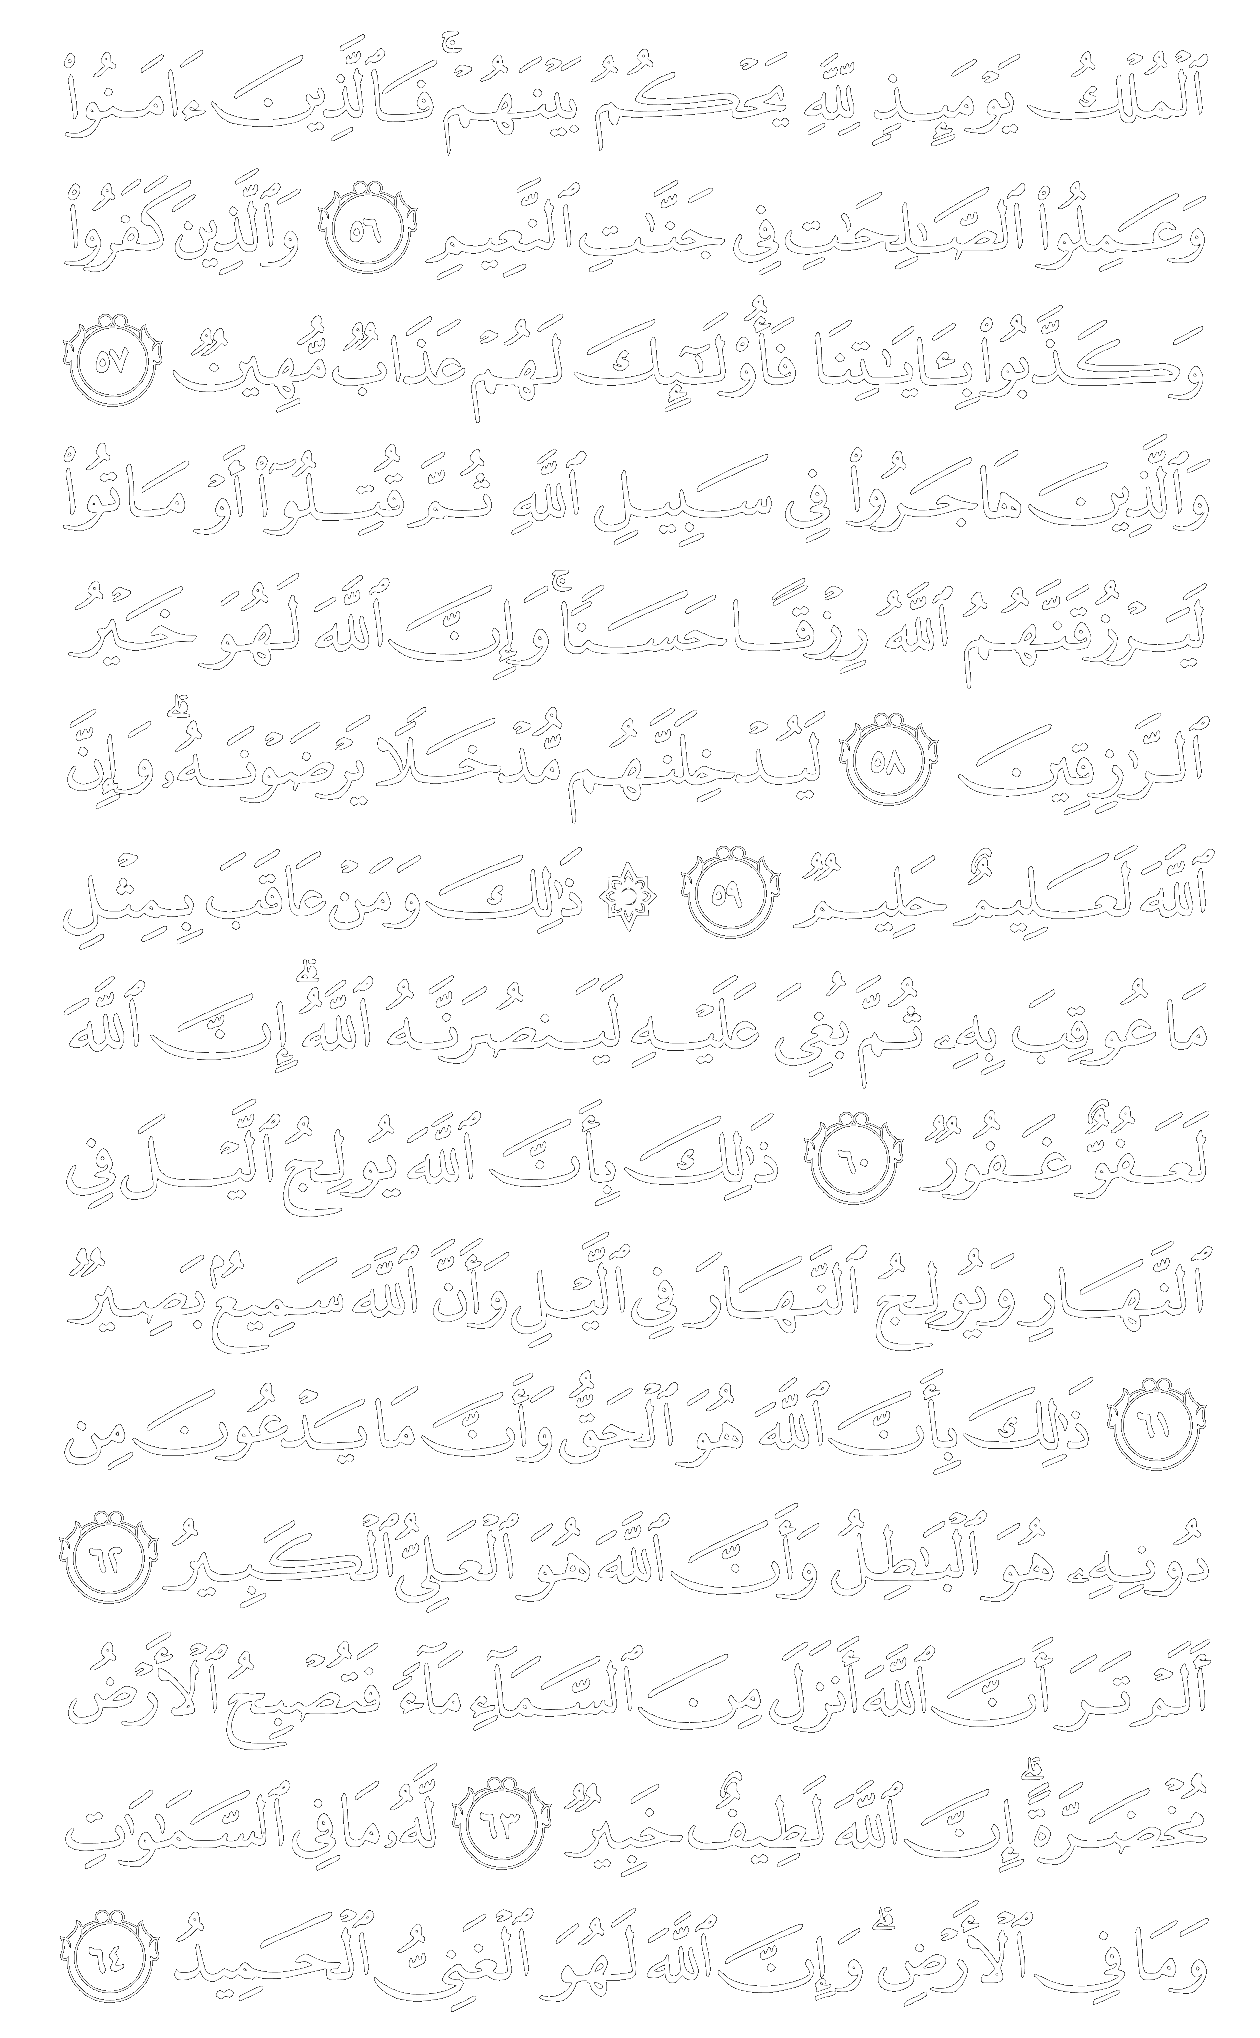 ٱلْمُلْكُ يَوْمَئِذٍ لِّلَّهِ يَحْكُمُ بَيْنَهُمْ ۚ فَٱلَّذِينَ ءَامَنُوا۟
وَعَمِلُوا۟ ٱلصَّـٰلِحَـٰتِ فِى جَنَّـٰتِ ٱلنَّعِيمِ ٥٦ وَٱلَّذِينَ كَفَرُوا۟
وَكَذَّبُوا۟ بِـَٔايَـٰتِنَا فَأُو۟لَـٰٓئِكَ لَهُمْ عَذَابٌ مُّهِينٌ ٥٧
وَٱلَّذِينَ هَاجَرُوا۟ فِى سَبِيلِ ٱللَّهِ ثُمَّ قُتِلُوٓا۟ أَوْ مَاتُوا۟
لَيَرْزُقَنَّهُمُ ٱللَّهُ رِزْقًا حَسَنًا ۚ وَإِنَّ ٱللَّهَ لَهُوَ خَيْرُ
ٱلرَّٰزِقِينَ ٥٨ لَيُدْخِلَنَّهُم مُّدْخَلًا يَرْضَوْنَهُۥ ۗ وَإِنَّ
ٱللَّهَ لَعَلِيمٌ حَلِيمٌ ٥٩ ۞ ذَٰلِكَ وَمَنْ عَاقَبَ بِمِثْلِ
مَا عُوقِبَ بِهِۦ ثُمَّ بُغِىَ عَلَيْهِ لَيَنصُرَنَّهُ ٱللَّهُ ۗ إِنَّ ٱللَّهَ
لَعَفُوٌّ غَفُورٌ ٦٠ ذَٰلِكَ بِأَنَّ ٱللَّهَ يُولِجُ ٱلَّيْلَ فِى
ٱلنَّهَارِ وَيُولِجُ ٱلنَّهَارَ فِى ٱلَّيْلِ وَأَنَّ ٱللَّهَ سَمِيعٌۢ بَصِيرٌ
٦١ ذَٰلِكَ بِأَنَّ ٱللَّهَ هُوَ ٱلْحَقُّ وَأَنَّ مَا يَدْعُونَ مِن
دُونِهِۦ هُوَ ٱلْبَـٰطِلُ وَأَنَّ ٱللَّهَ هُوَ ٱلْعَلِىُّ ٱلْكَبِيرُ ٦٢
أَلَمْ تَرَ أَنَّ ٱللَّهَ أَنزَلَ مِنَ ٱلسَّمَآءِ مَآءً فَتُصْبِحُ ٱلْأَرْضُ
مُخْضَرَّةً ۗ إِنَّ ٱللَّهَ لَطِيفٌ خَبِيرٌ ٦٣ لَّهُۥ مَا فِى ٱلسَّمَـٰوَٰتِ
وَمَا فِى ٱلْأَرْضِ ۗ وَإِنَّ ٱللَّهَ لَهُوَ ٱلْغَنِىُّ ٱلْحَمِيدُ ٦٤